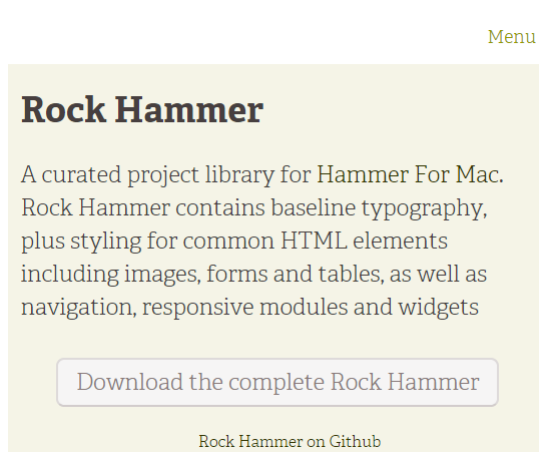 Menu
Rock Hammer
A curated project library for Hammer For Mac.
Rock Hammer contains baseline typography,
plus styling for common HTML elements
including images, forms and tables, as well as
navigation, responsive modules and widgets
Download the complete Rock Hammer
Rock Hammer on Github